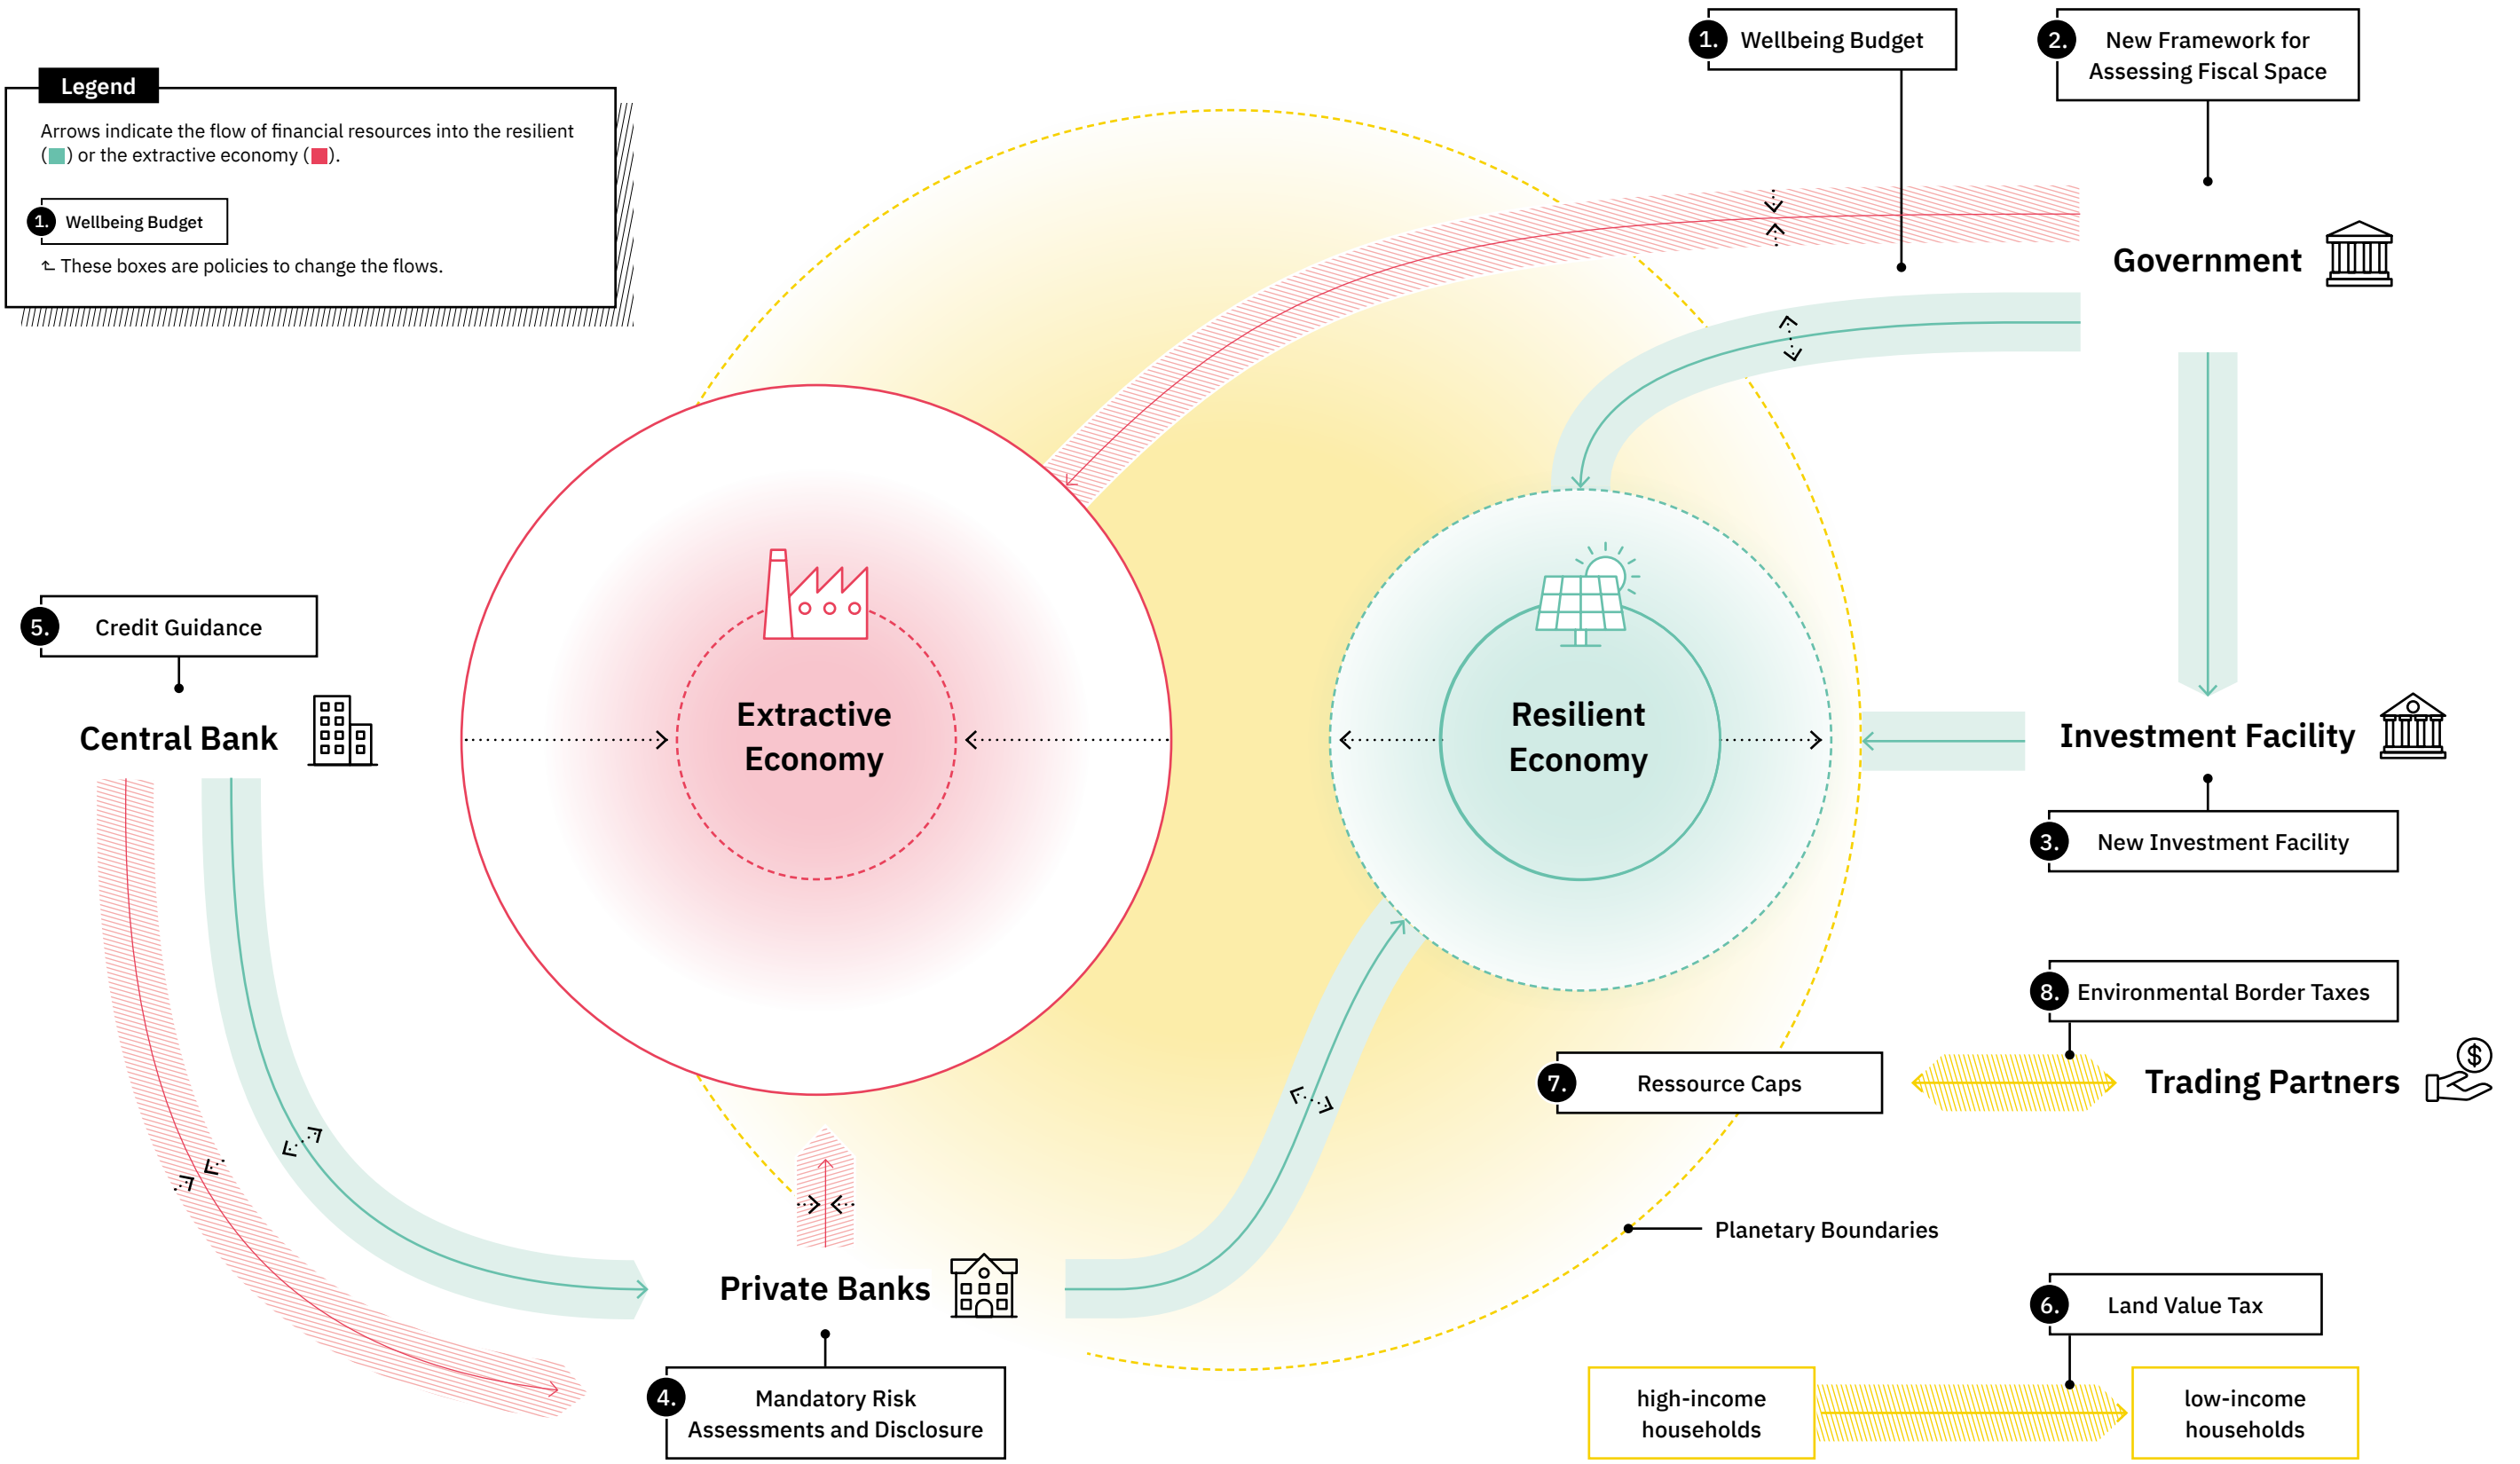 Legend
Arrows indicate the flow of financial resources into the resilient
( ) or the extractive economy ( ).
1. Wellbeing Budget
These boxes are policies to change the flows.
1. Wellbeing Budget
2. New Framework for
Assessing Fiscal Space
Government
5. Credit Guidance
Central Bank
Extractive
Economy
Resilient
Economy
Investment Facility
3. New Investment Facility
8. Environmental Border Taxes
7. Ressource Caps
Trading Partners
$
Planetary Boundaries
Private Banks
4. Mandatory Risk
Assessments and Disclosure
6. Land Value Tax
high-income
households
low-income
households